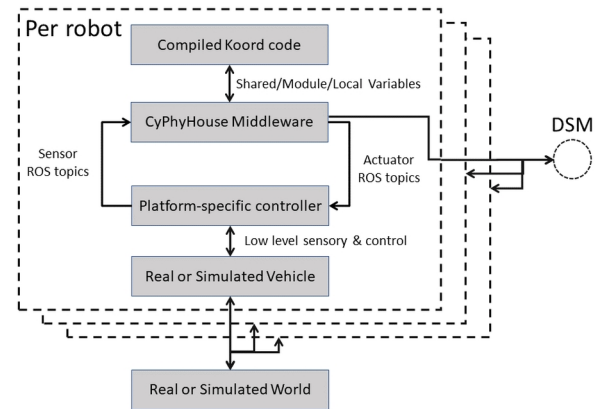 Per robot
Compiled Koord code
Shared/Module/Local Variables
CyPhyHouse Middleware
DSM
Sensor
ROS topics
Actuator
ROS topics
Platform-specific controller
Low level sensory & control
Real or Simulated Vehicle
Real or Simulated World